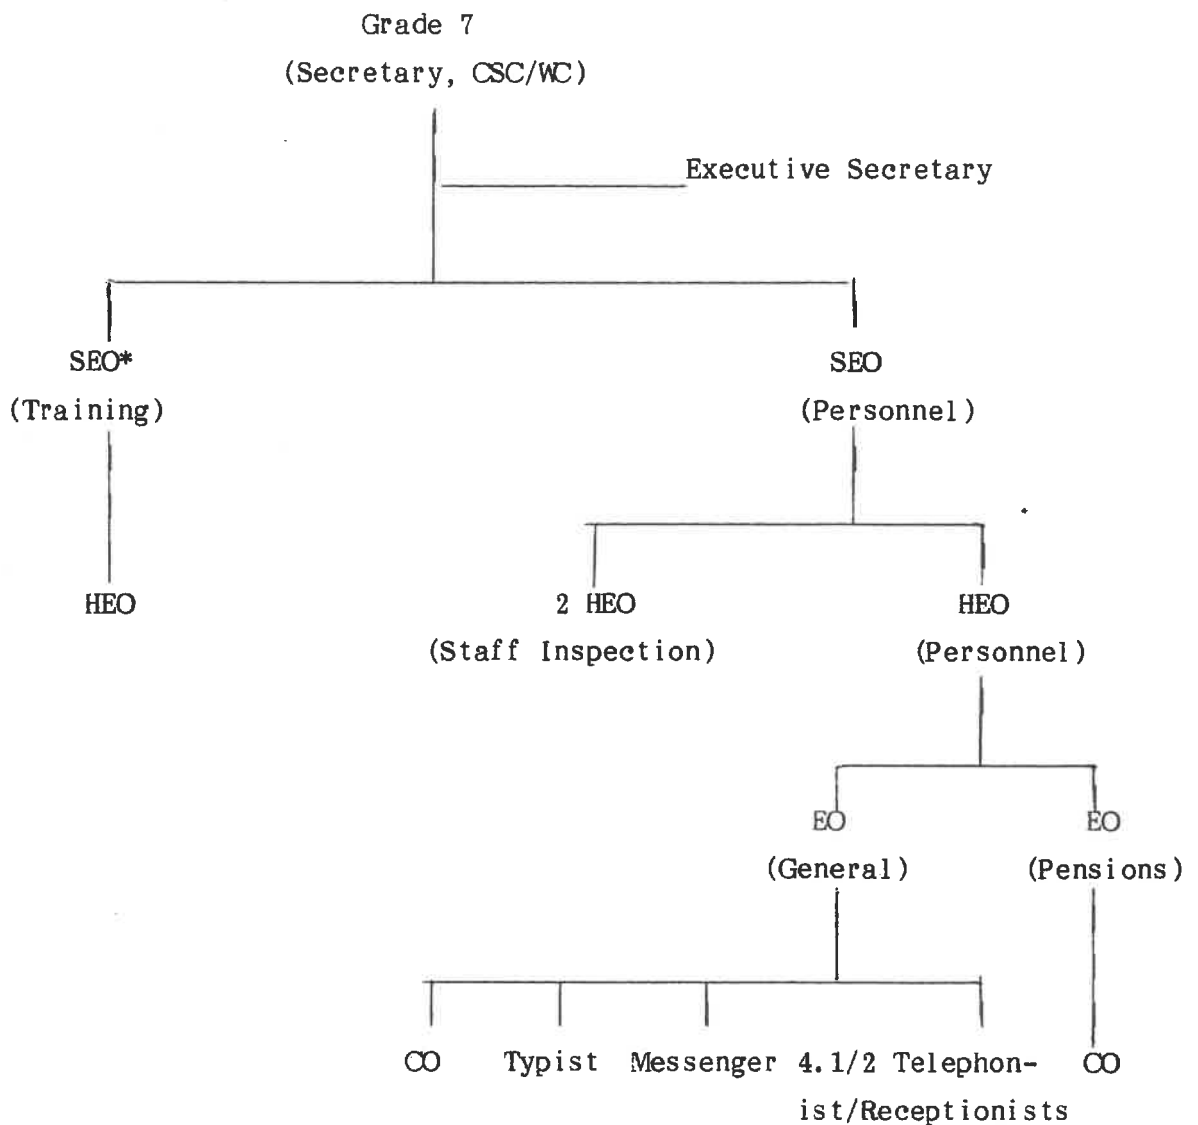 Grade 7
(Secretary, CSC/WC)
Executive Secretary
SEO*
SEO
(Training)
(Personnel)
HEO
2 HEO
HEO
(Staff Inspection)
(Personnel)
EO
EO
(General)
(Pensions)
CO
Typist
Messenger
4.1/2 Telephon-
CO
ist/Receptionists